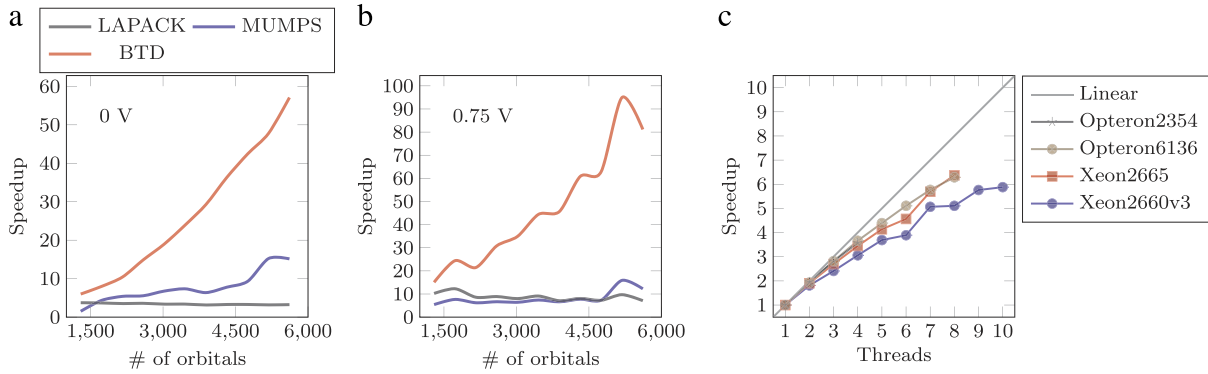 a
LAPACK
MUMPS
BTD
60
50
40
30
20
10
0
Speedup
0 V
1,500
3,000
4,500
6,000
# of orbitals
b
100
90
80
70
60
50
40
30
20
10
0
Speedup
0.75 V
1,500
3,000
4,500
6,000
# of orbitals
c
10
9
8
7
6
5
4
3
2
1
Speedup
1 2 3 4 5 6 7 8 9 10
Threads
Linear
Opteron2354
Opteron6136
Xeon2665
Xeon2660v3